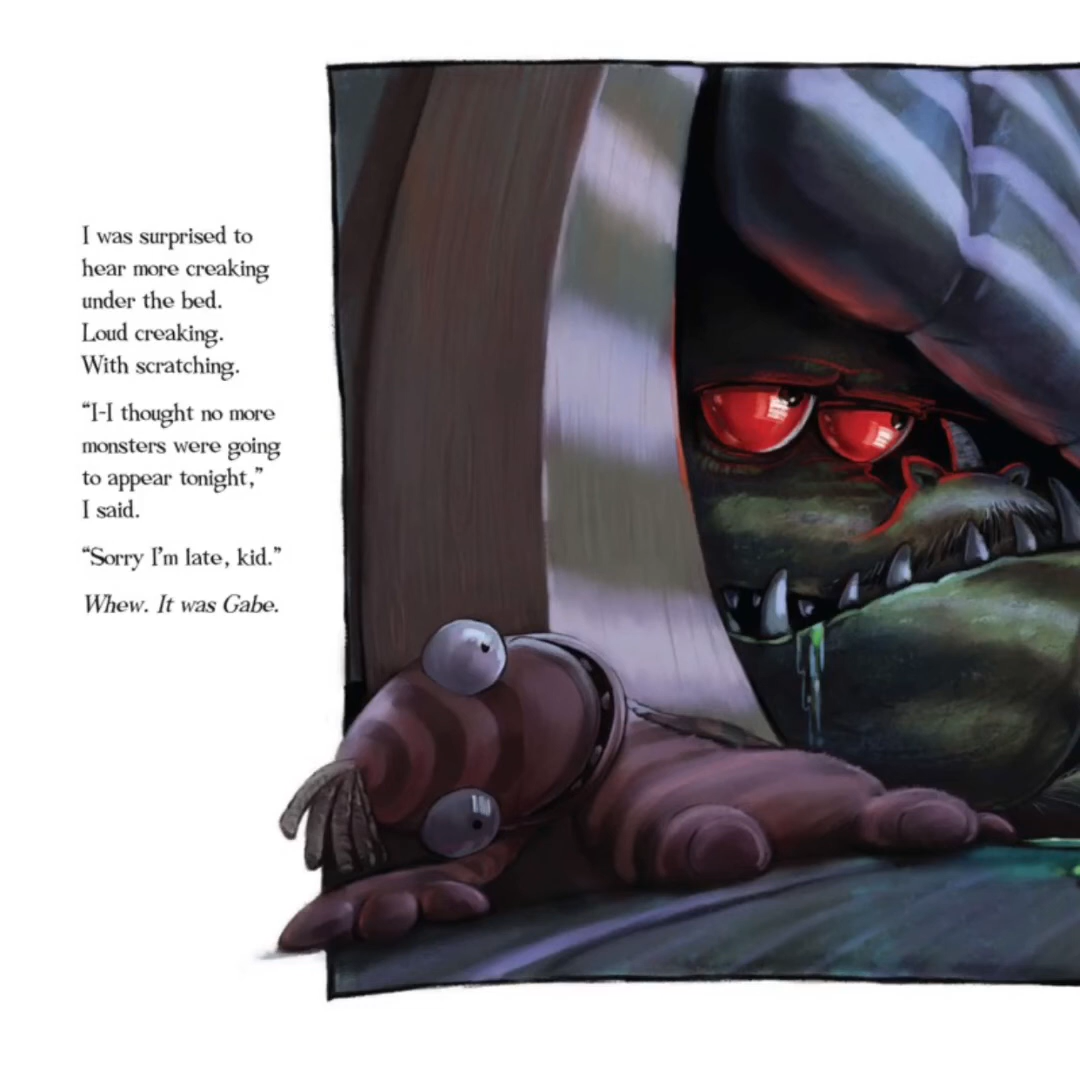 I was surprised to
hear more creaking
under the bed.
Loud creaking.
With scratching.
“I-I thought no more
monsters were going
to appear tonight,”
I said.
“Sorry I’m late, kid.”
Whew. It was Gabe.